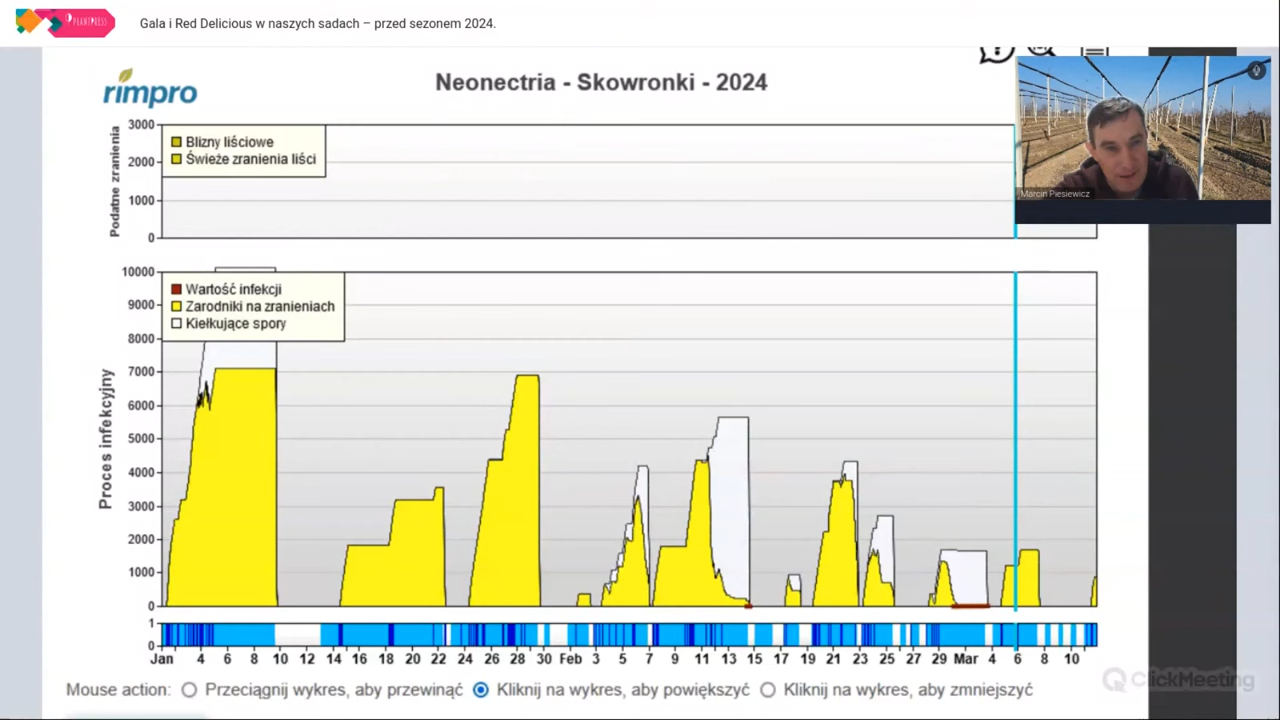 PLANTPRESS
Gala i Red Delicious w naszych sadach – przed sezonem 2024.
rimpro
Neonectria - Skowronki - 2024
Marcin Piesiewicz
Podatne zranienia
3000
2000
1000
0
Blizny liściowe
Świeże zranienia liści
Proces infekcyjny
10000
9000
8000
7000
6000
5000
4000
3000
2000
1000
0
Wartość infekcji
Zarodniki na zranieniach
Kiełkujące spory
1
0
Jan 4 6 8 10 12 14 16 18 20 22 24 26 28 30 Feb 3 5 7 9 11 13 15 17 19 21 23 25 27 29 Mar 4 6 8 10
Mouse action: Przeciągnij wykres, aby przewinąć Kliknij na wykres, aby powiększyć Kliknij na wykres, aby zmniejszyć
ClickMeeting